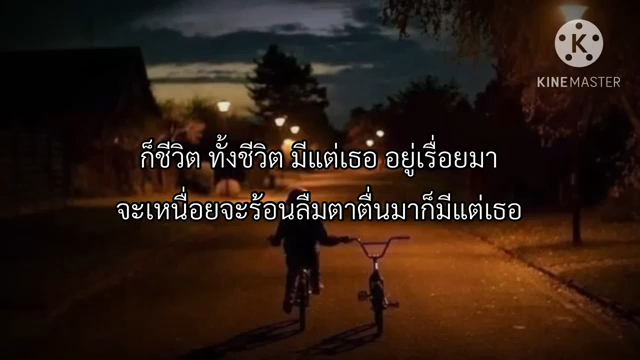 KINEMASTER
ก็ชีวิต ทั้งชีวิต มีแต่เธอ อยู่เรื่อยมา
จะเหนื่อยจะร้อนลืมตาตื่นมาก็มีแต่เธอ